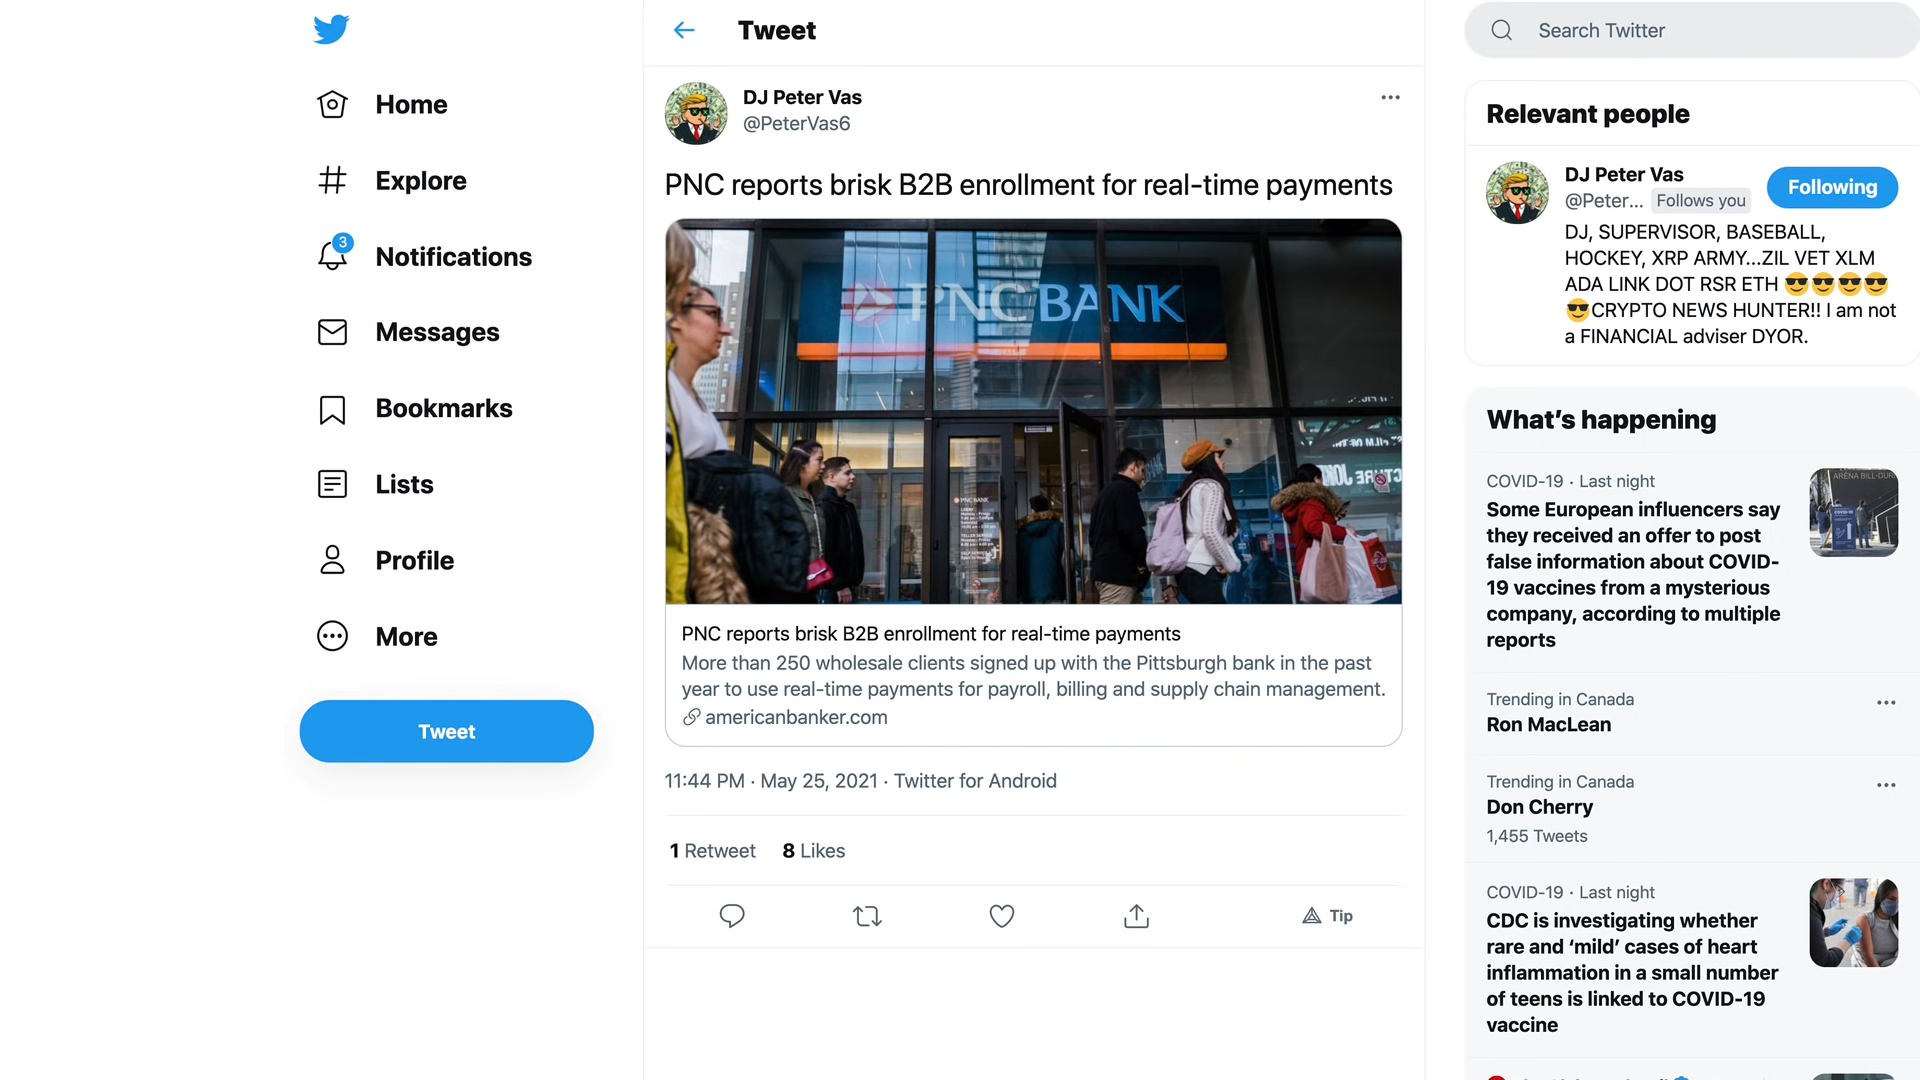 Home
Explore
3
Notifications
Messages
Bookmarks
Lists
Profile
More
Tweet
Tweet
DJ Peter Vas
@PeterVas6
PNC reports brisk B2B enrollment for real-time payments
PNC BANK
PNC BANK
PNC reports brisk B2B enrollment for real-time payments
More than 250 wholesale clients signed up with the Pittsburgh bank in the past
year to use real-time payments for payroll, billing and supply chain management.
americanbanker.com
11:44 PM · May 25, 2021 · Twitter for Android
1 Retweet 8 Likes
Tip
Search Twitter
Relevant people
DJ Peter Vas
@Peter... Follows you
Following
DJ, SUPERVISOR, BASEBALL,
HOCKEY, XRP ARMY...ZIL VET XLM
ADA LINK DOT RSR ETH 😎😎😎😎
😎CRYPTO NEWS HUNTER!! I am not
a FINANCIAL adviser DYOR.
What's happening
COVID-19 · Last night
Some European influencers say
they received an offer to post
false information about COVID-
19 vaccines from a mysterious
company, according to multiple
reports
Trending in Canada
Ron MacLean
Trending in Canada
Don Cherry
1,455 Tweets
COVID-19 · Last night
CDC is investigating whether
rare and ‘mild’ cases of heart
inflammation in a small number
of teens is linked to COVID-19
vaccine